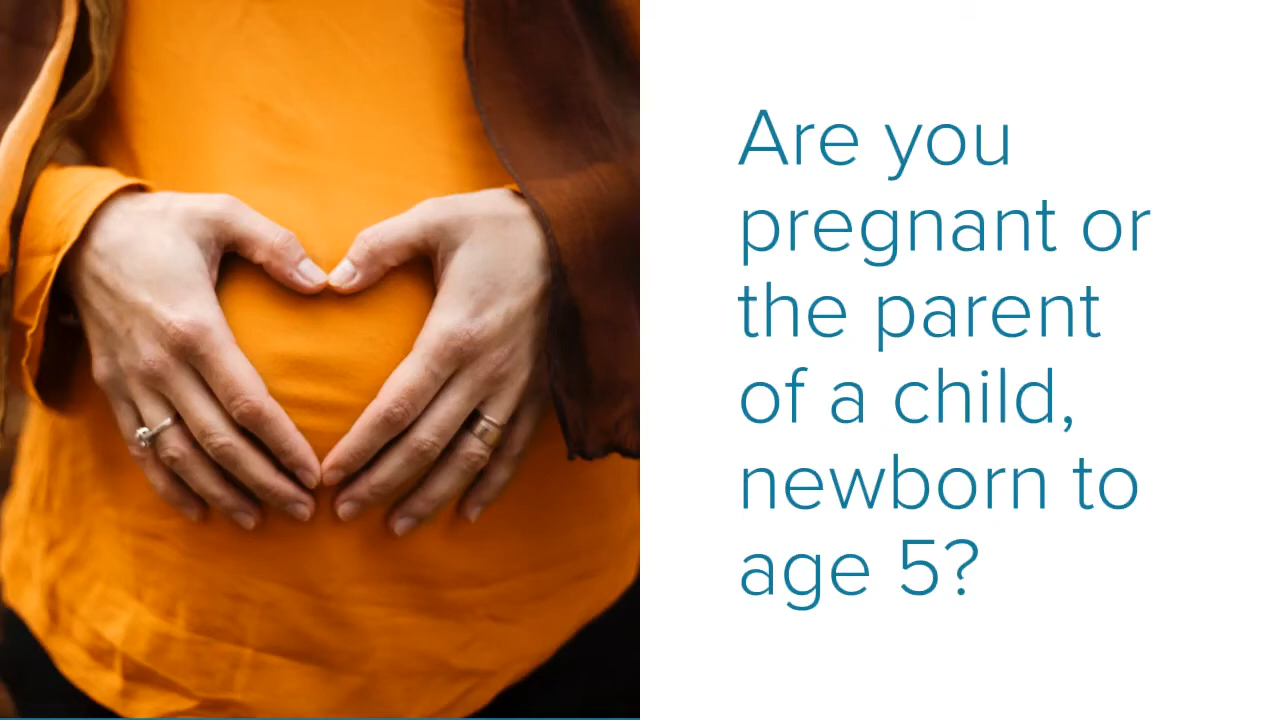 Are you
pregnant or
the parent
of a child,
newborn to
age 5?